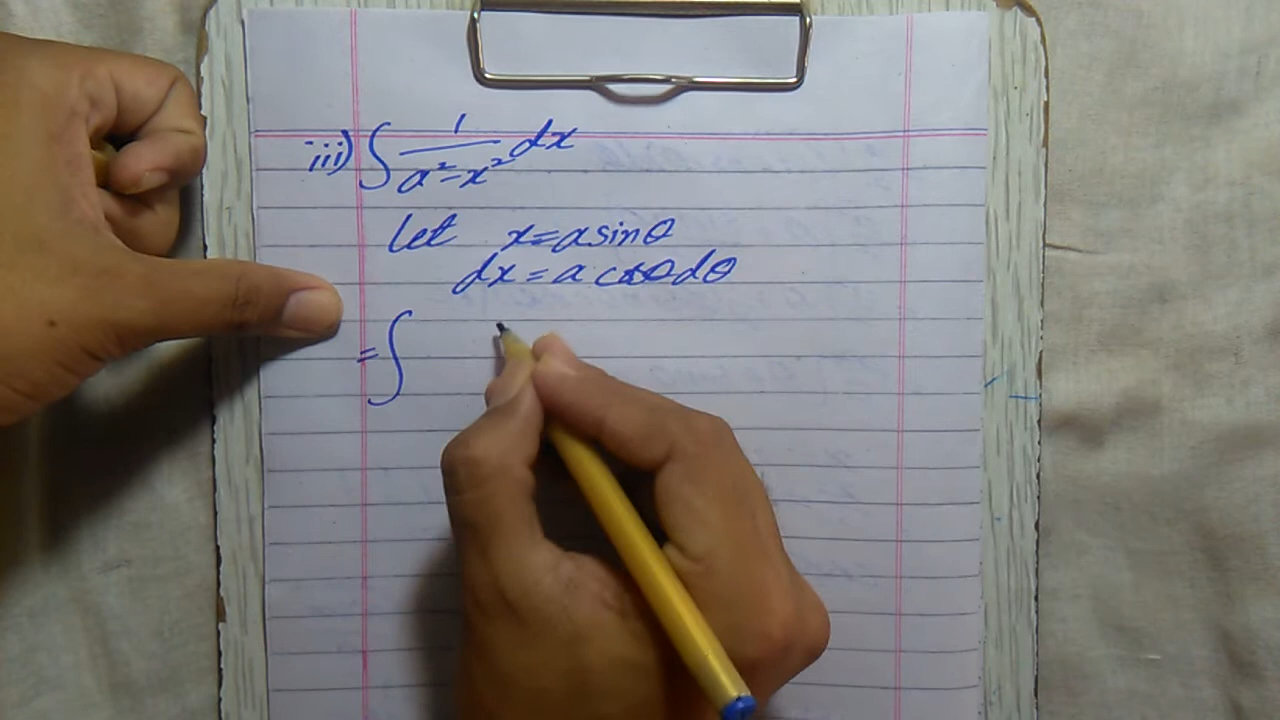 iii) ∫ 1/(a²-x²) dx
Let x=a sinθ
dx = a cosθ dθ
= ∫